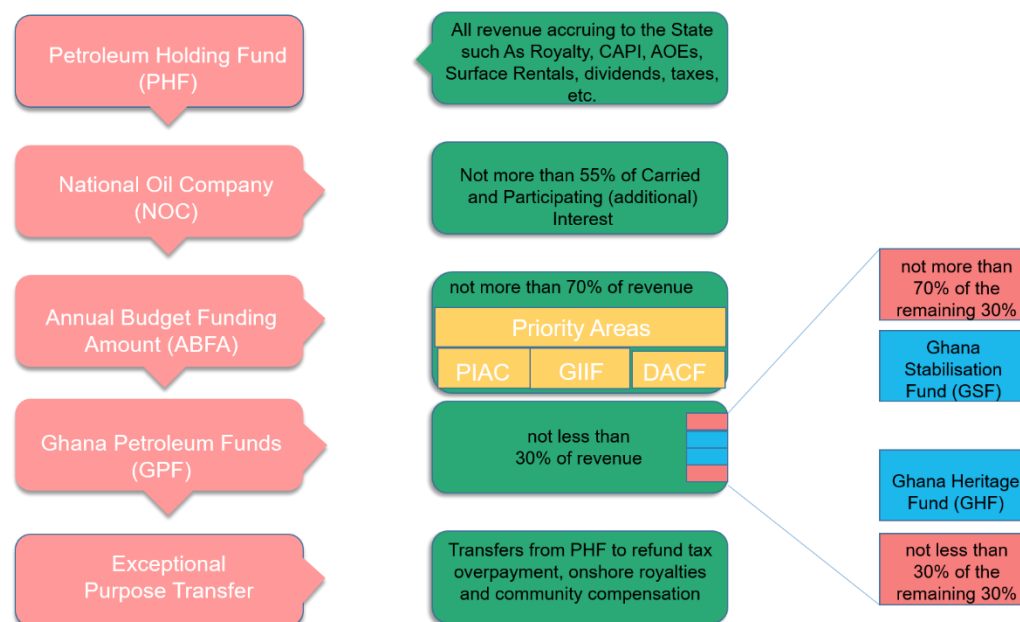 Petroleum Holding Fund
(PHF)
All revenue accruing to the State
such As Royalty, CAPI, AOEs,
Surface Rentals, dividends, taxes,
etc.
National Oil Company
(NOC)
Not more than 55% of Carried
and Participating (additional)
Interest
Annual Budget Funding
Amount (ABFA)
not more than 70% of revenue
Priority Areas
PIAC
GIIF
DACF
Ghana Petroleum Funds
(GPF)
not less than
30% of revenue
not more than
70% of the
remaining 30%
Ghana
Stabilisation
Fund (GSF)
Ghana Heritage
Fund (GHF)
not less than
30% of the
remaining 30%
Exceptional
Purpose Transfer
Transfers from PHF to refund tax
overpayment, onshore royalties
and community compensation